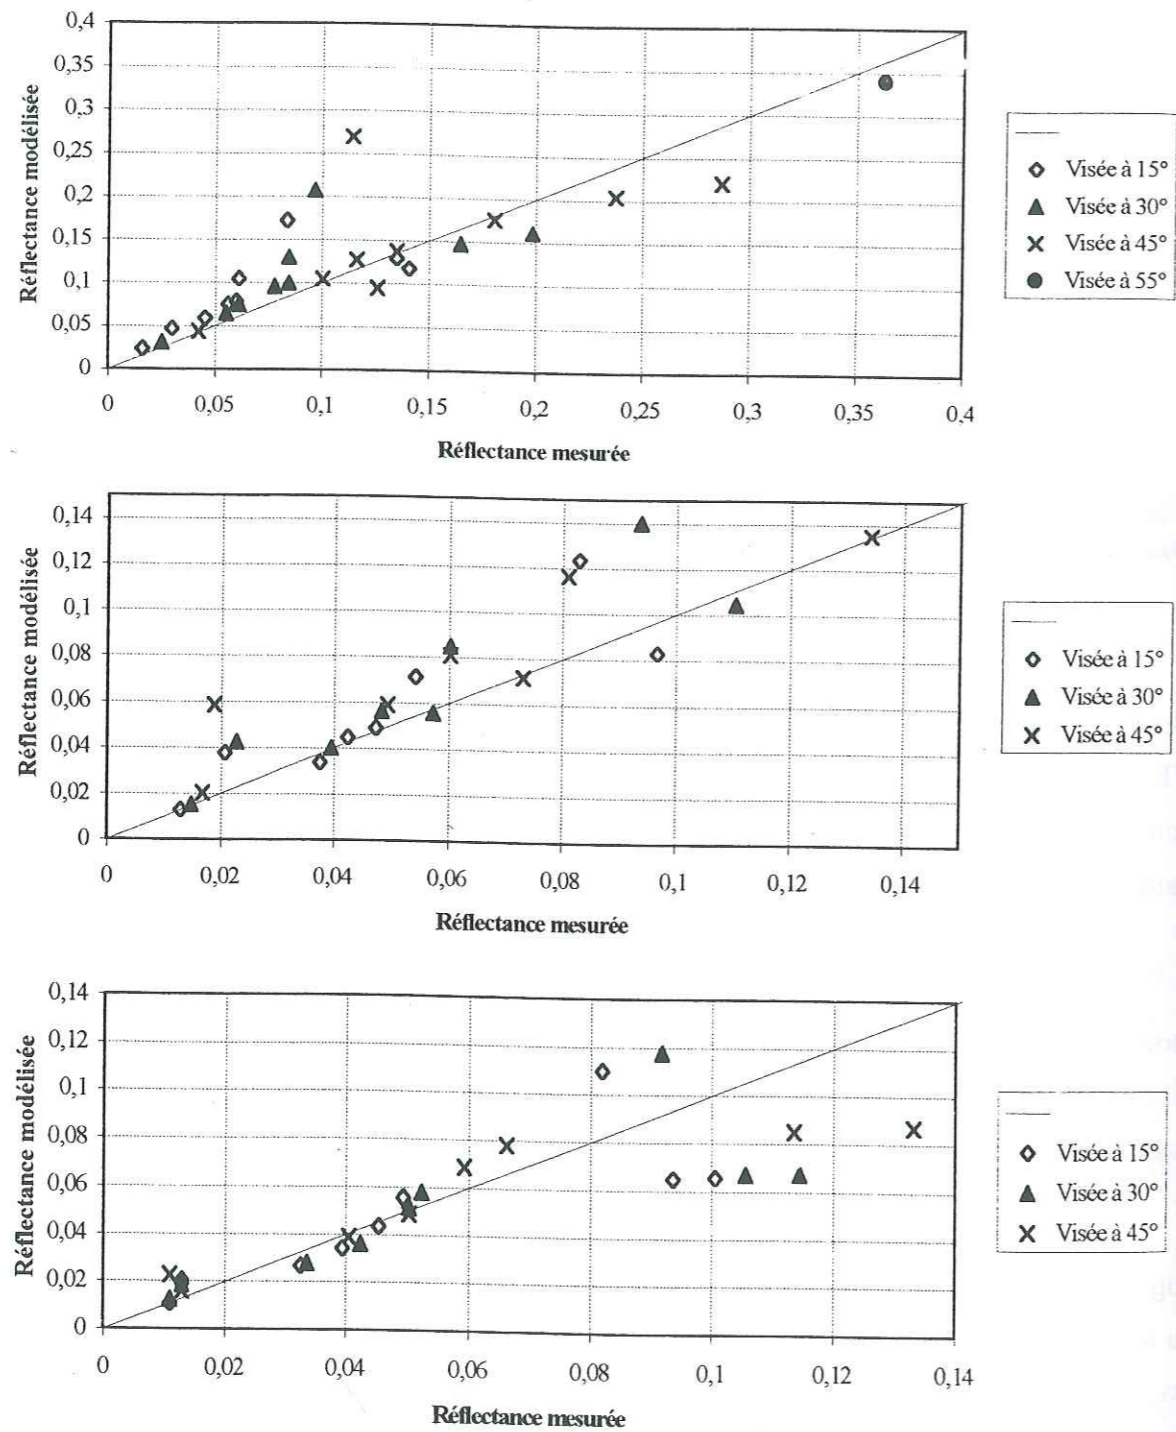 0,4
0,35
0,3
0,25
0,2
0,15
0,1
0,05
0
Réflectance modélisée
0 0,05 0,1 0,15 0,2 0,25 0,3 0,35 0,4
Réflectance mesurée
Visée à 15°
Visée à 30°
Visée à 45°
Visée à 55°
0,14
0,12
0,1
0,08
0,06
0,04
0,02
0
Réflectance modélisée
0 0,02 0,04 0,06 0,08 0,1 0,12 0,14
Réflectance mesurée
Visée à 15°
Visée à 30°
Visée à 45°
0,14
0,12
0,1
0,08
0,06
0,04
0,02
0
Réflectance modélisée
0 0,02 0,04 0,06 0,08 0,1 0,12 0,14
Réflectance mesurée
Visée à 15°
Visée à 30°
Visée à 45°